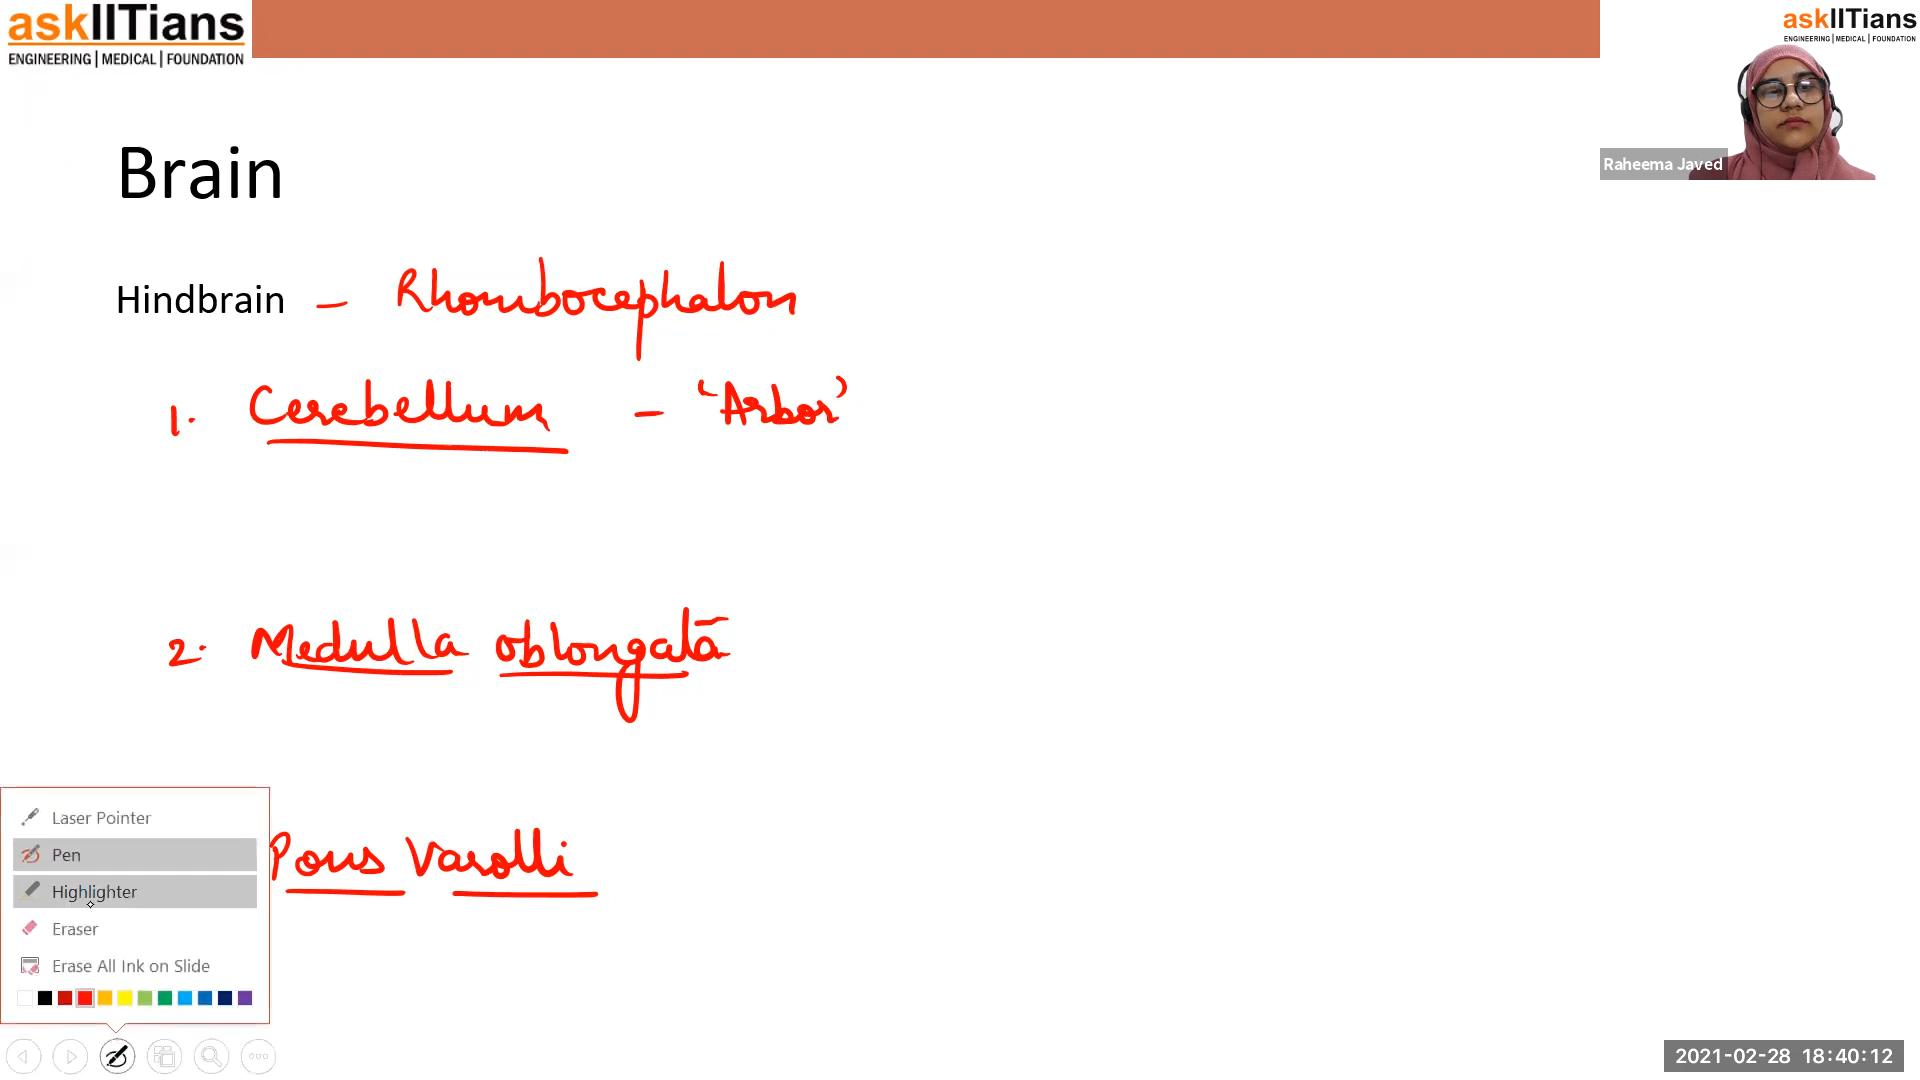 askIITians
ENGINEERING | MEDICAL | FOUNDATION
askIITians
ENGINEERING | MEDICAL | FOUNDATION
Raheema Javed
Brain
Hindbrain – Rhombocephalon
1. Cerebellum – 'Arbor'
2. Medulla oblongata
Pons Varolli
Laser Pointer
Pen
Highlighter
Eraser
Erase All Ink on Slide
2021-02-28 18:40:12